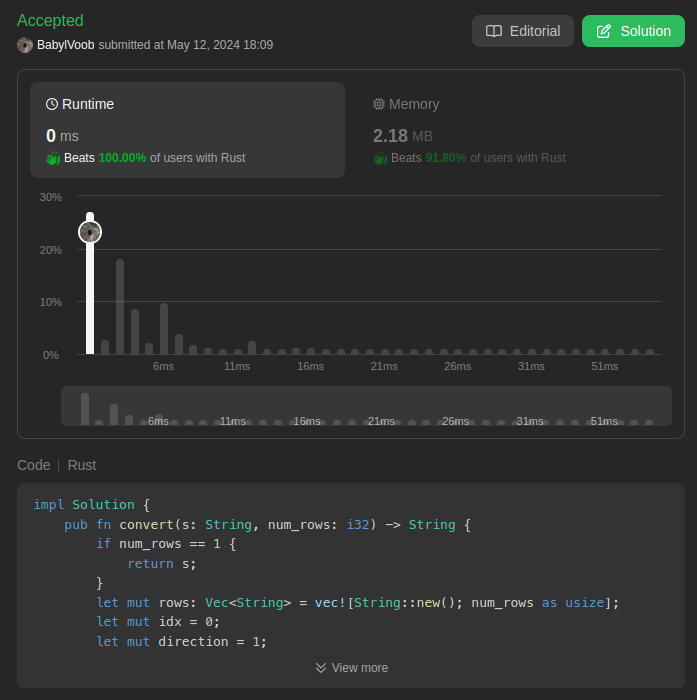 Accepted
BabylVoob submitted at May 12, 2024 18:09
Editorial
Solution
Runtime
0 ms
Beats 100.00% of users with Rust
Memory
2.18 MB
Beats 91.80% of users with Rust
30%
20%
10%
0%
6ms 11ms 16ms 21ms 26ms 31ms 51ms
6ms 11ms 16ms 21ms 26ms 31ms 51ms
Code | Rust
impl Solution {
    pub fn convert(s: String, num_rows: i32) -> String {
        if num_rows == 1 {
            return s;
        }
        let mut rows: Vec<String> = vec![String::new(); num_rows as usize];
        let mut idx = 0;
        let mut direction = 1;
View more